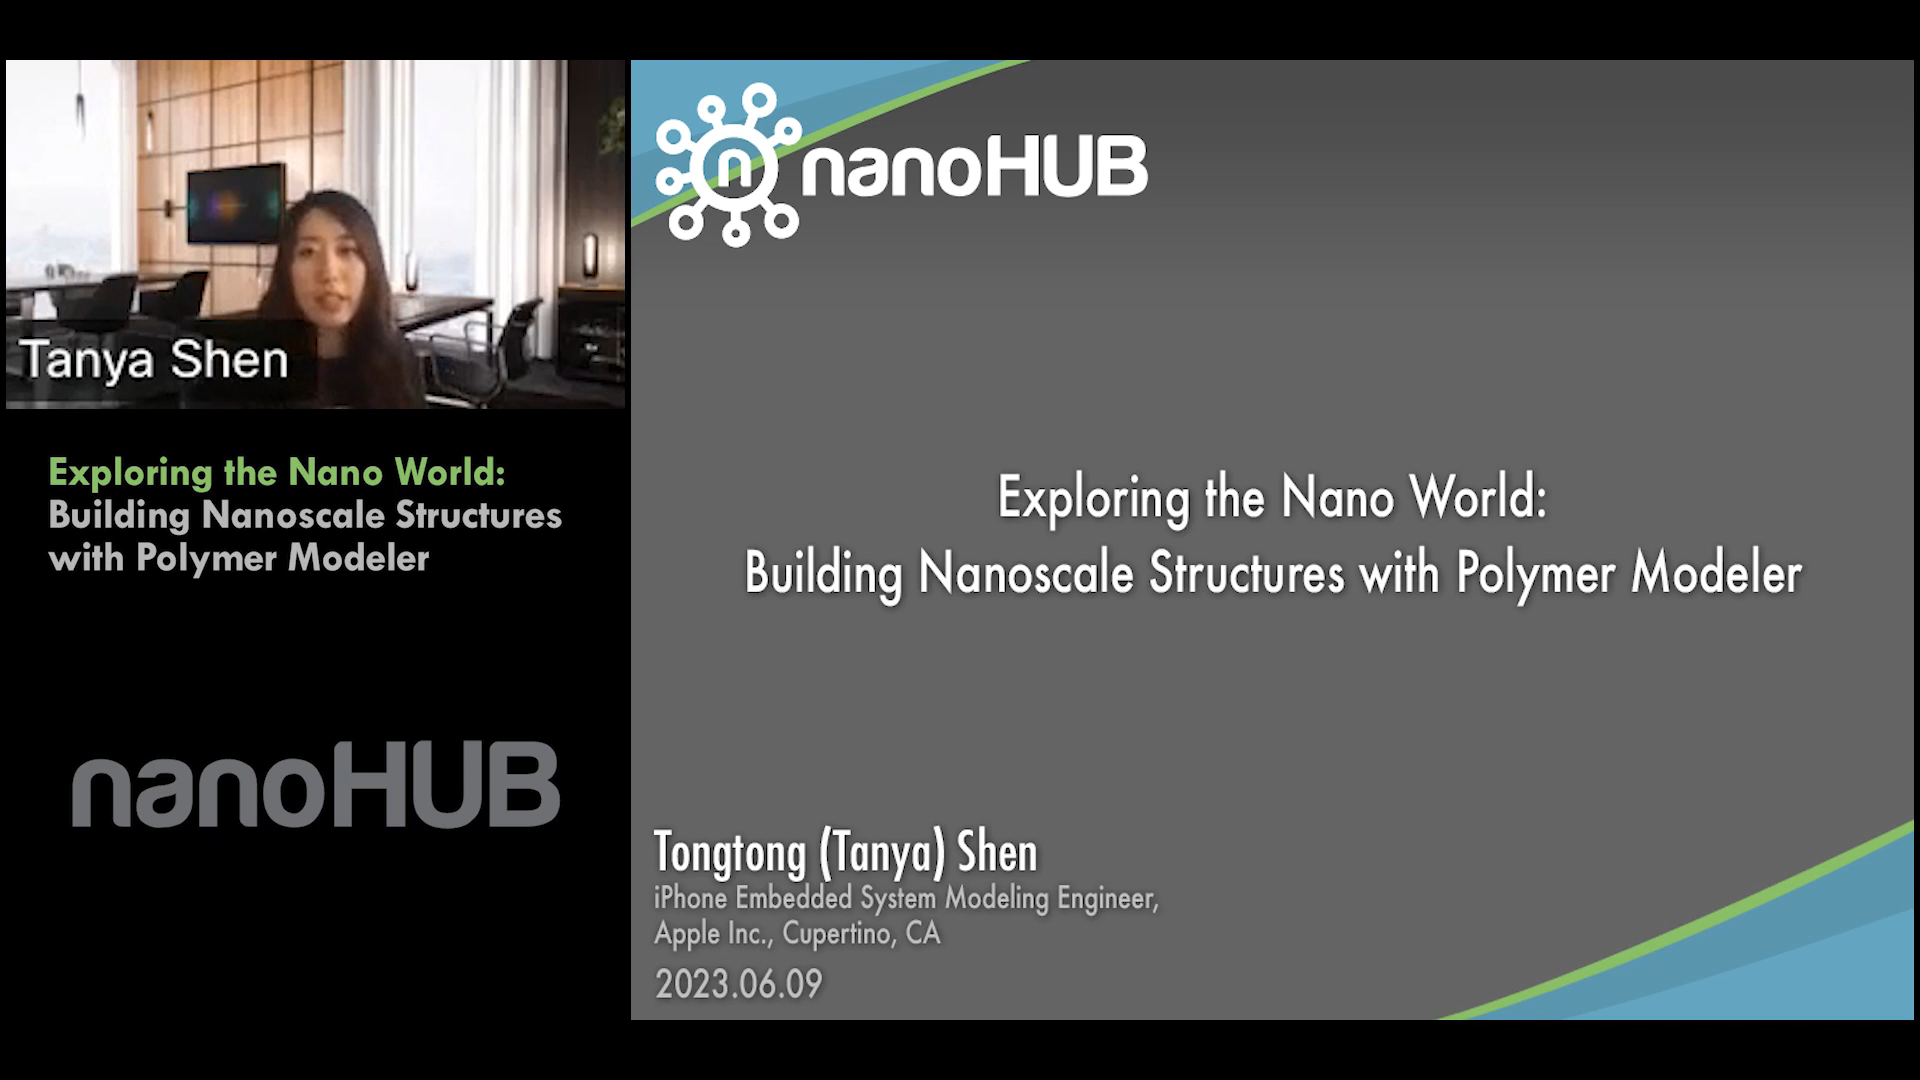 Tanya Shen
Exploring the Nano World:
Building Nanoscale Structures
with Polymer Modeler
nanoHUB
n nanoHUB
Exploring the Nano World:
Building Nanoscale Structures with Polymer Modeler
Tongtong (Tanya) Shen
iPhone Embedded System Modeling Engineer,
Apple Inc., Cupertino, CA
2023.06.09